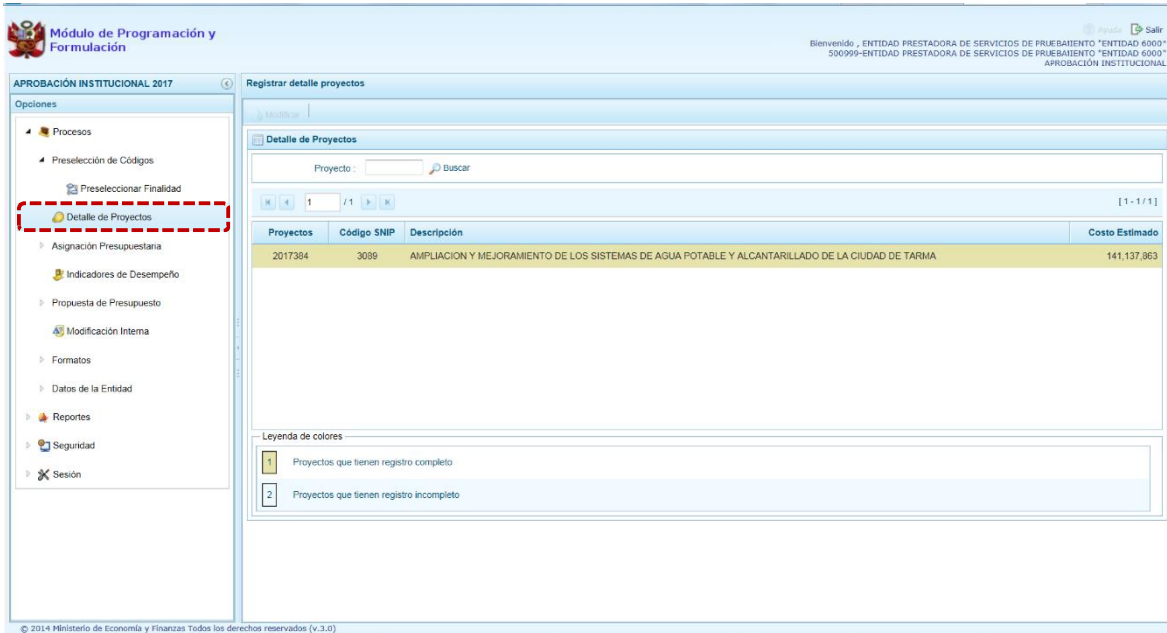 Módulo de Programación y
Formulación
Ayuda Salir
Bienvenido , ENTIDAD PRESTADORA DE SERVICIOS DE PRUEBAIIENTO "ENTIDAD 6000"
500999-ENTIDAD PRESTADORA DE SERVICIOS DE PRUEBAIIENTO "ENTIDAD 6000"
APROBACIÓN INSTITUCIONAL
APROBACIÓN INSTITUCIONAL 2017
Opciones
Procesos
Preselección de Códigos
Preseleccionar Finalidad
Detalle de Proyectos
Asignación Presupuestaria
Indicadores de Desempeño
Propuesta de Presupuesto
Modificación Interna
Formatos
Datos de la Entidad
Reportes
Seguridad
Sesión
Registrar detalle proyectos
Modificar
Detalle de Proyectos
Proyecto : Buscar
1 / 1 [ 1 - 1 / 1 ]
Proyectos Código SNIP Descripción Costo Estimado
2017384 3089 AMPLIACION Y MEJORAMIENTO DE LOS SISTEMAS DE AGUA POTABLE Y ALCANTARILLADO DE LA CIUDAD DE TARMA 141,137,863
Leyenda de colores
1 Proyectos que tienen registro completo
2 Proyectos que tienen registro incompleto
© 2014 Ministerio de Economía y Finanzas Todos los derechos reservados (v.3.0)